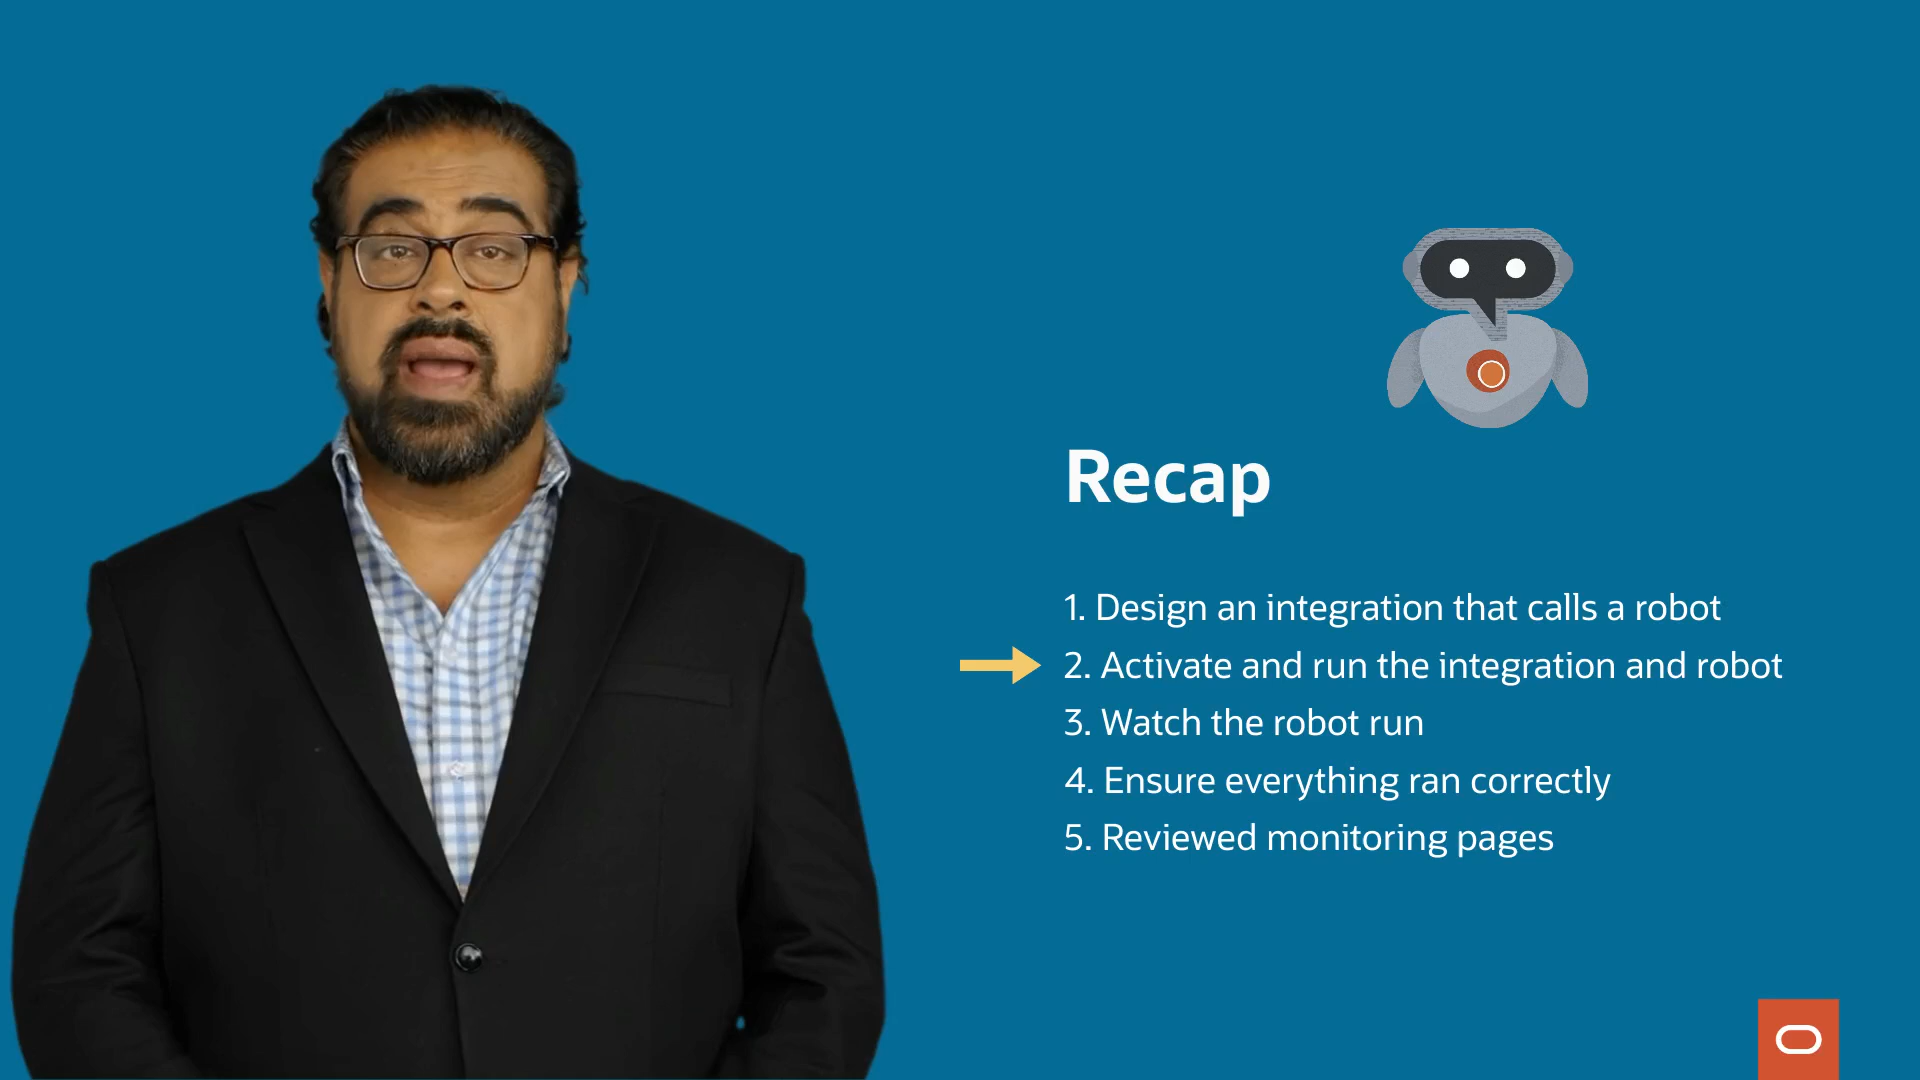 Recap
1. Design an integration that calls a robot
2. Activate and run the integration and robot
3. Watch the robot run
4. Ensure everything ran correctly
5. Reviewed monitoring pages